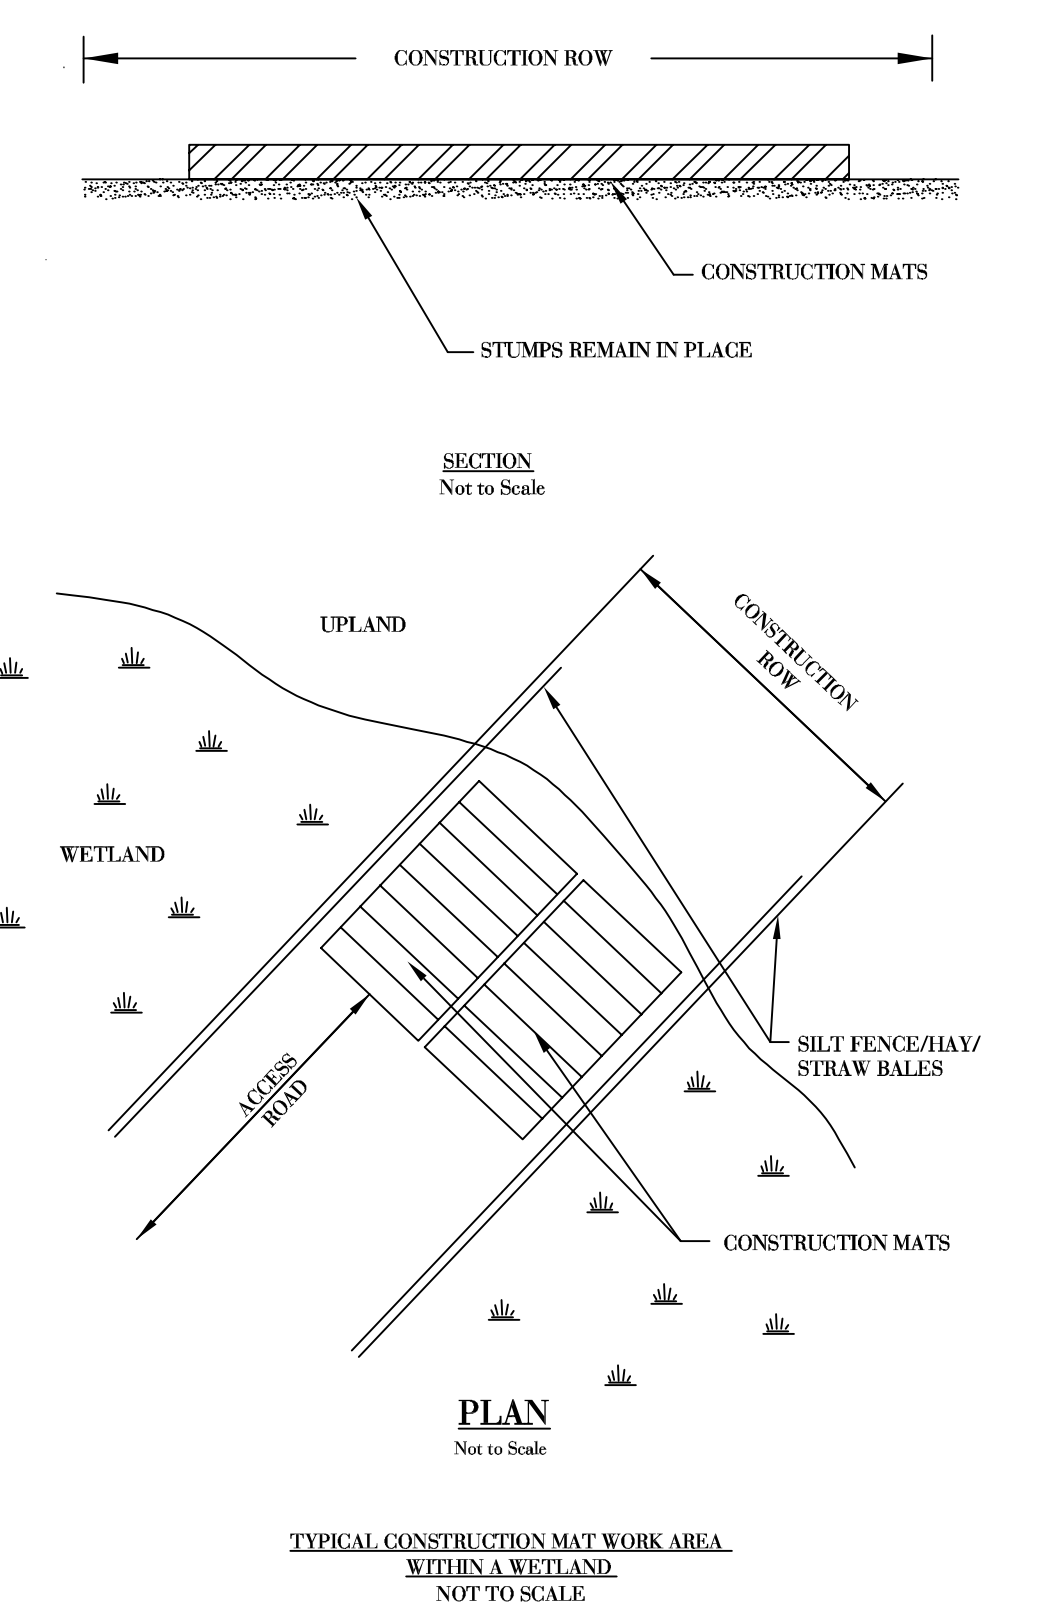 CONSTRUCTION ROW
CONSTRUCTION MATS
STUMPS REMAIN IN PLACE
SECTION
Not to Scale
UPLAND
CONSTRUCTION
ROW
WETLAND
ACCESS
ROAD
SILT FENCE/HAY/
STRAW BALES
CONSTRUCTION MATS
PLAN
Not to Scale
TYPICAL CONSTRUCTION MAT WORK AREA
WITHIN A WETLAND
NOT TO SCALE